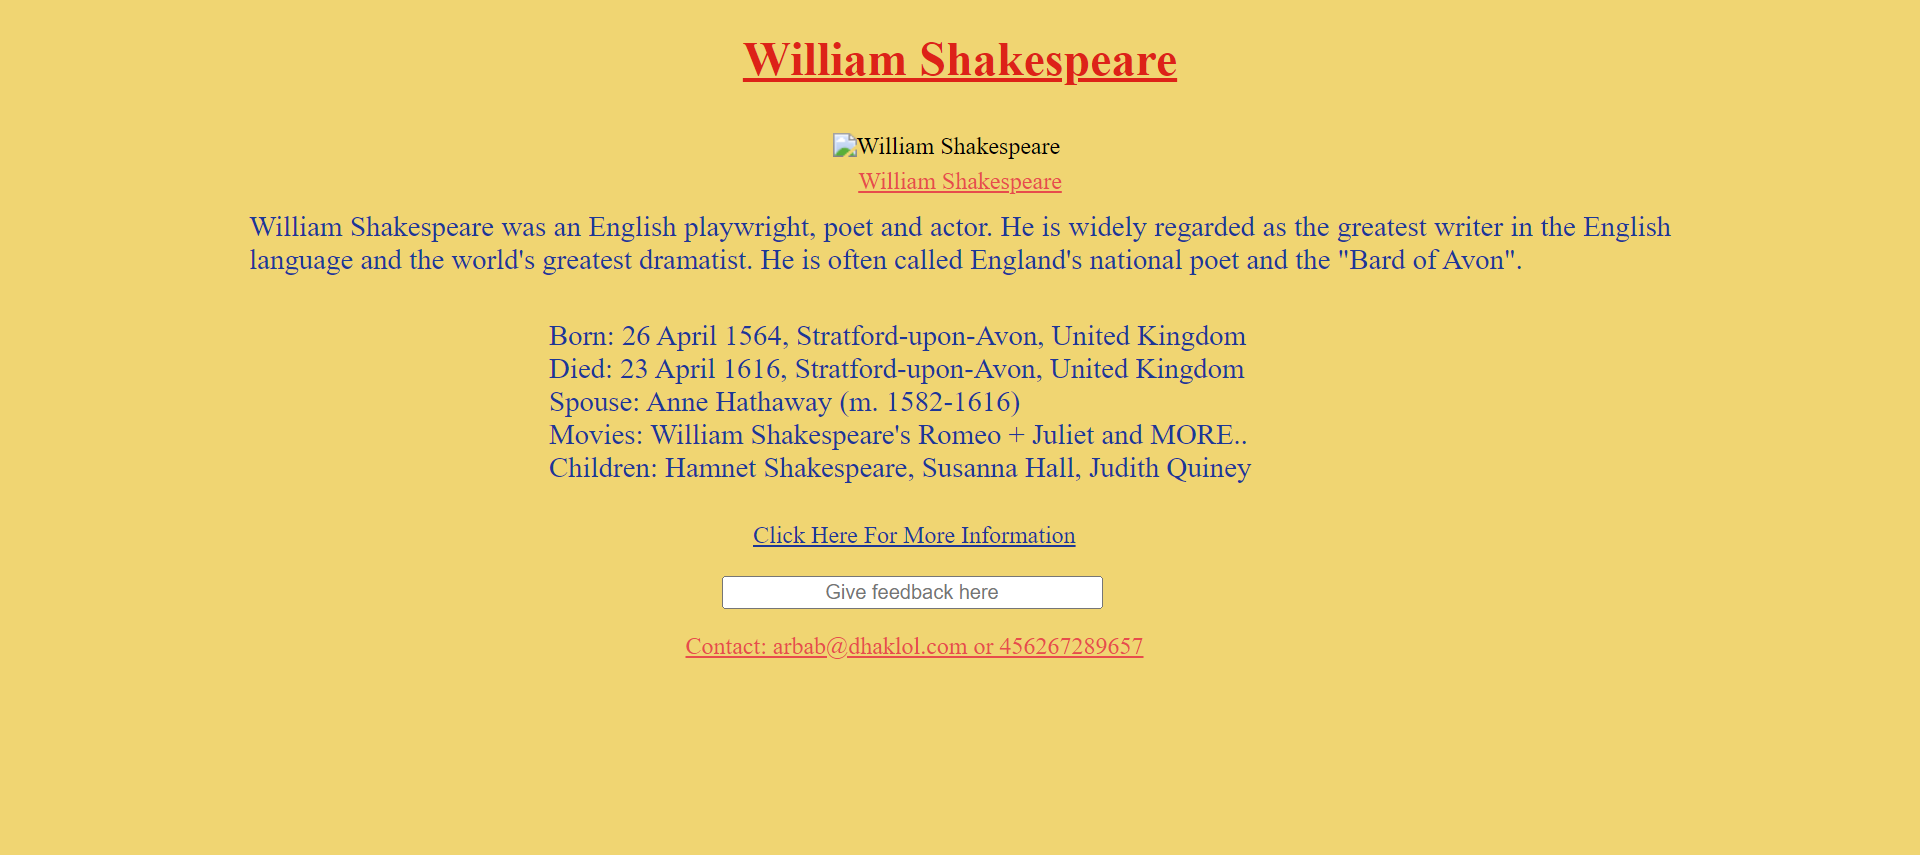 William Shakespeare
William Shakespeare
William Shakespeare
William Shakespeare was an English playwright, poet and actor. He is widely regarded as the greatest writer in the English
language and the world's greatest dramatist. He is often called England's national poet and the "Bard of Avon".
Born: 26 April 1564, Stratford-upon-Avon, United Kingdom
Died: 23 April 1616, Stratford-upon-Avon, United Kingdom
Spouse: Anne Hathaway (m. 1582-1616)
Movies: William Shakespeare's Romeo + Juliet and MORE..
Children: Hamnet Shakespeare, Susanna Hall, Judith Quiney
Click Here For More Information
Give feedback here
Contact: arbab@dhaklol.com or 456267289657